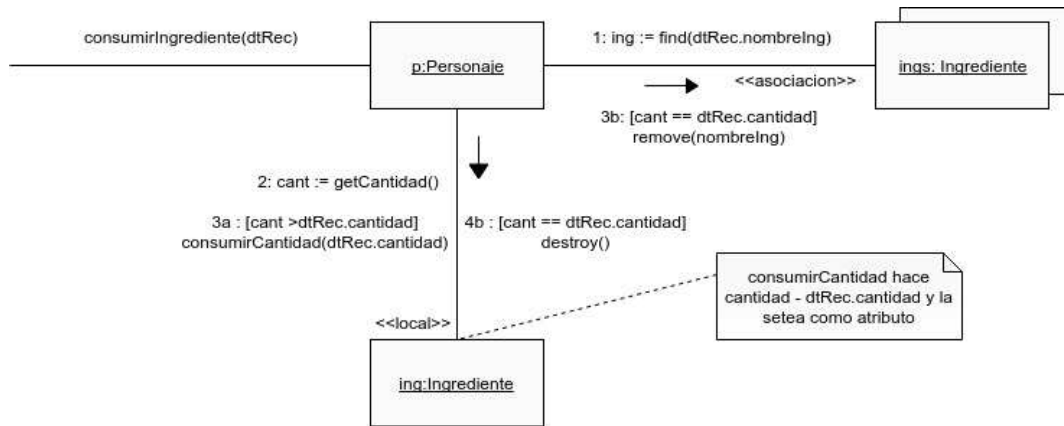 consumirIngrediente(dtRec)
p:Personaje
1: ing := find(dtRec.nombreIng)
<<asociacion>>
ings: Ingrediente
3b: [cant == dtRec.cantidad]
remove(nombreIng)
2: cant := getCantidad()
3a : [cant >dtRec.cantidad]
consumirCantidad(dtRec.cantidad)
4b : [cant == dtRec.cantidad]
destroy()
consumirCantidad hace
cantidad - dtRec.cantidad y la
setea como atributo
<<local>>
ing:Ingrediente